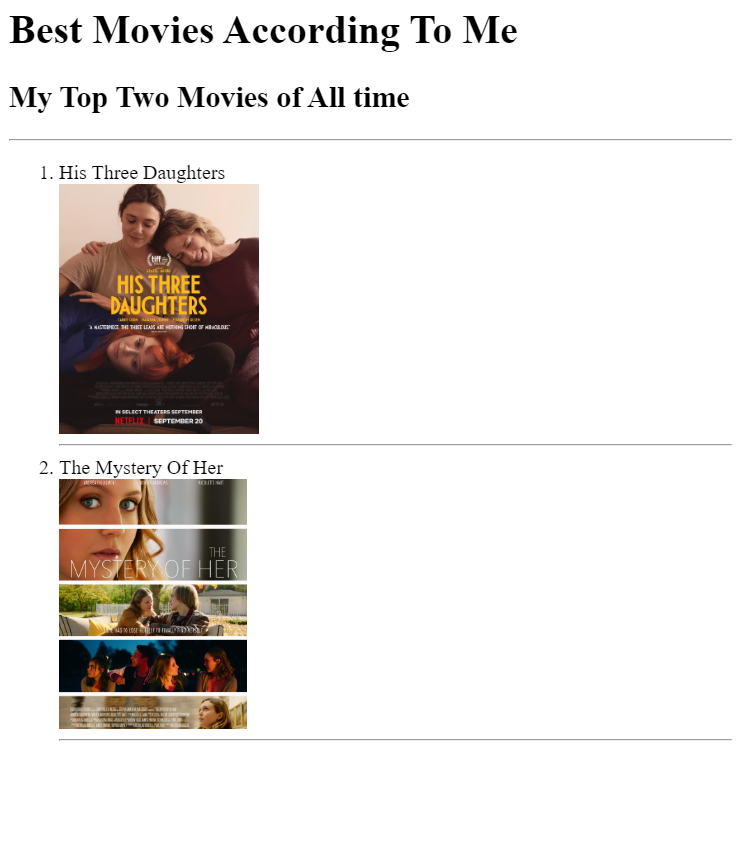 Best Movies According To Me
My Top Two Movies of All time
1. His Three Daughters
tiff
HIS THREE
DAUGHTERS
"A MASTERPIECE. THE THREE LEADS ARE NOTHING SHORT OF MIRACULOUS"
IN SELECT THEATERS SEPTEMBER
NETFLIX | SEPTEMBER 20
2. The Mystery Of Her
THE
MYSTERY OF HER